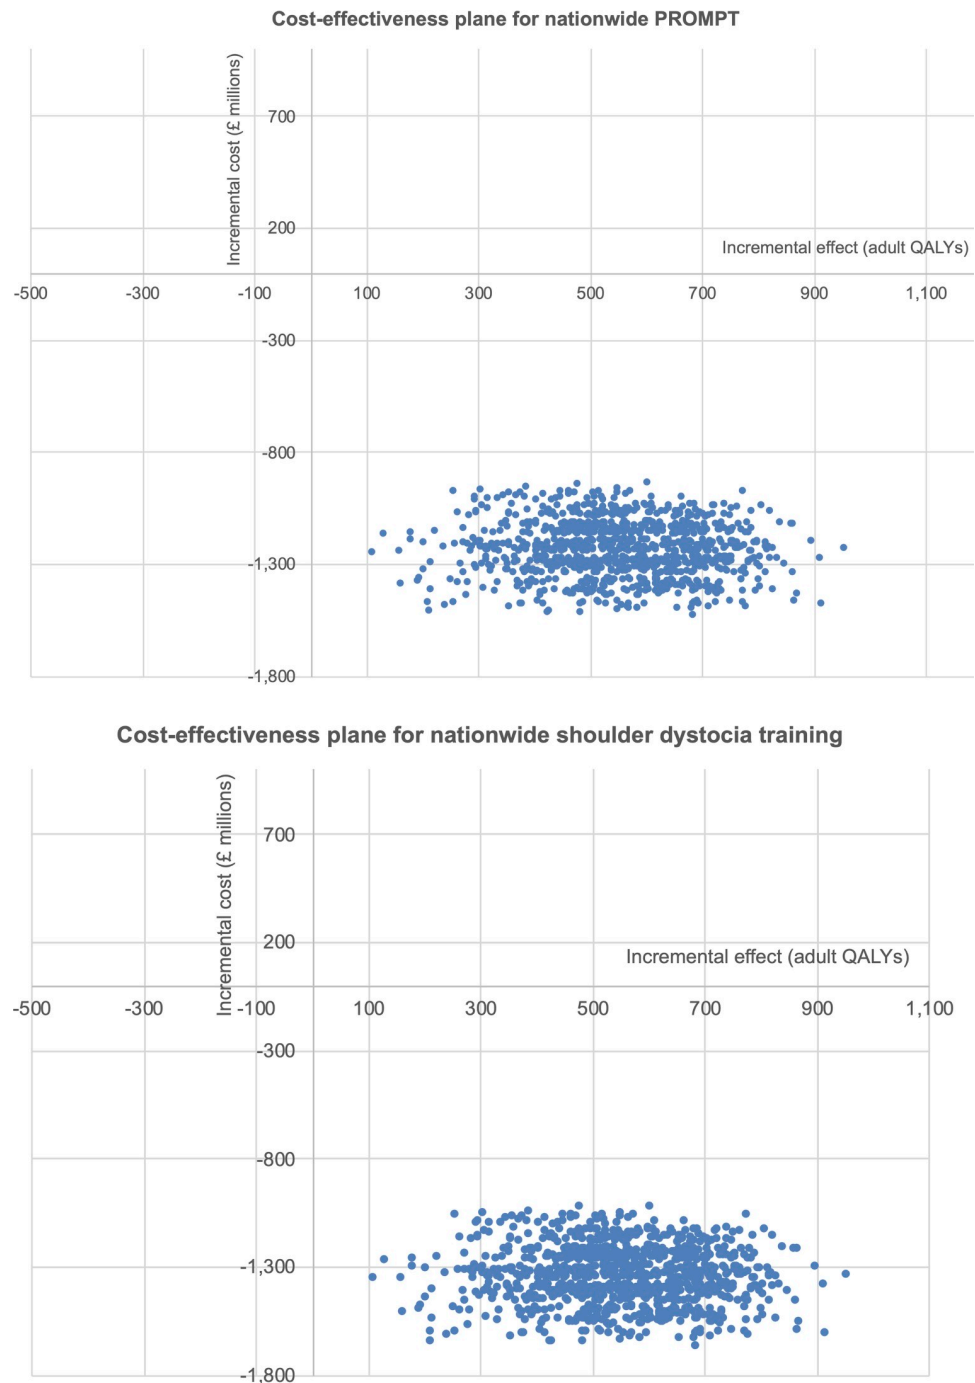 Cost-effectiveness plane for nationwide PROMPT
Incremental cost (£ millions)
700
200
Incremental effect (adult QALYs)
-500 -300 -100 100 300 500 700 900 1,100
-300
-800
-1,300
-1,800
Cost-effectiveness plane for nationwide shoulder dystocia training
Incremental cost (£ millions)
700
200
Incremental effect (adult QALYs)
-500 -300 -100 100 300 500 700 900 1,100
-300
-800
-1,300
-1,800